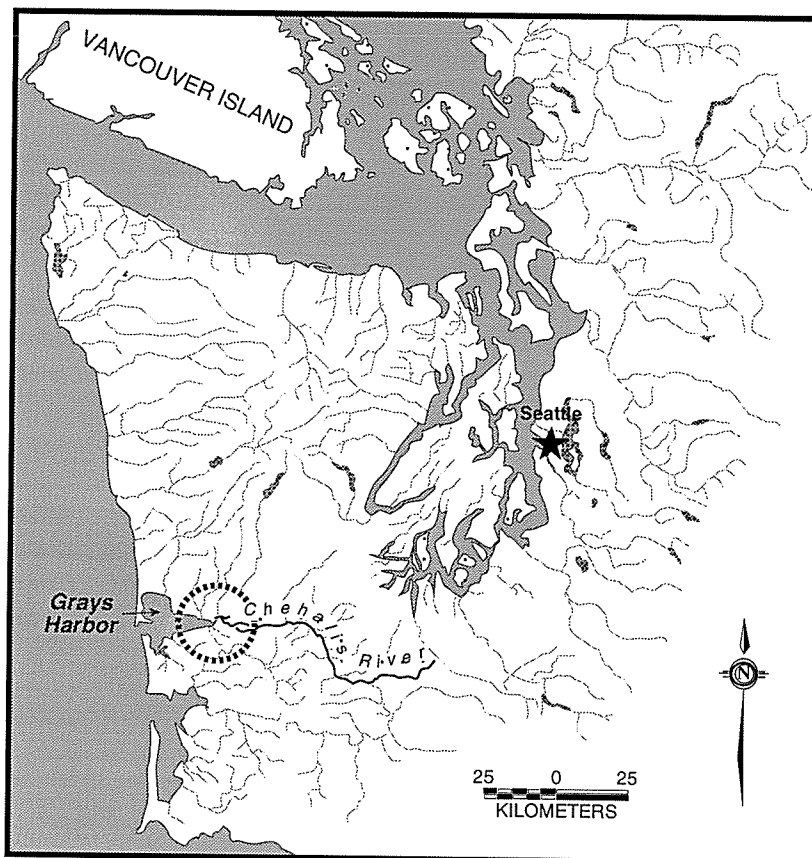 VANCOUVER ISLAND
Seattle
Grays
Harbor
Chehalis River
N
25 0 25
KILOMETERS